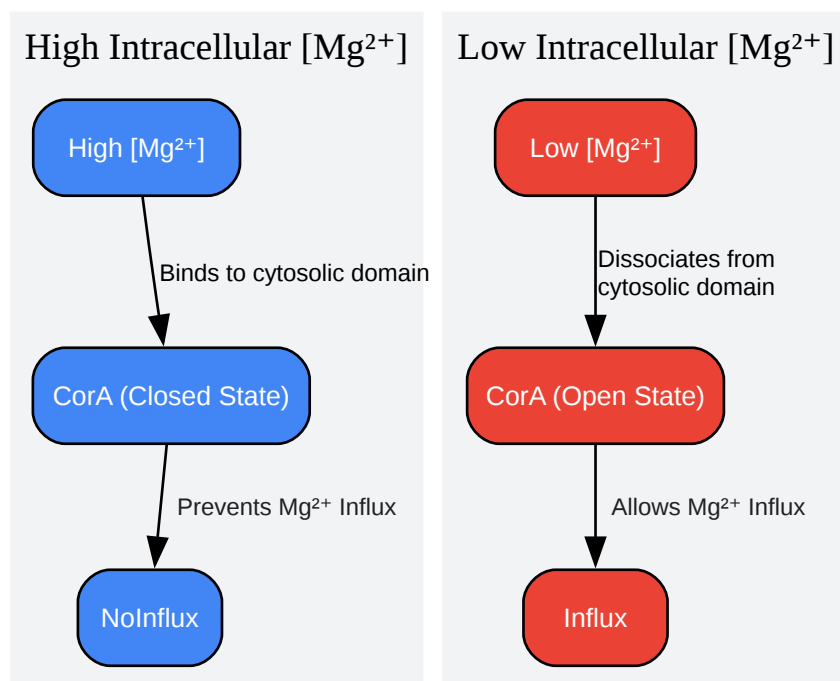 High Intracellular [Mg²⁺]
High [Mg²⁺]
Binds to cytosolic domain
CorA (Closed State)
Prevents Mg²⁺ Influx
NoInflux
Low Intracellular [Mg²⁺]
Low [Mg²⁺]
Dissociates from
cytosolic domain
CorA (Open State)
Allows Mg²⁺ Influx
Influx